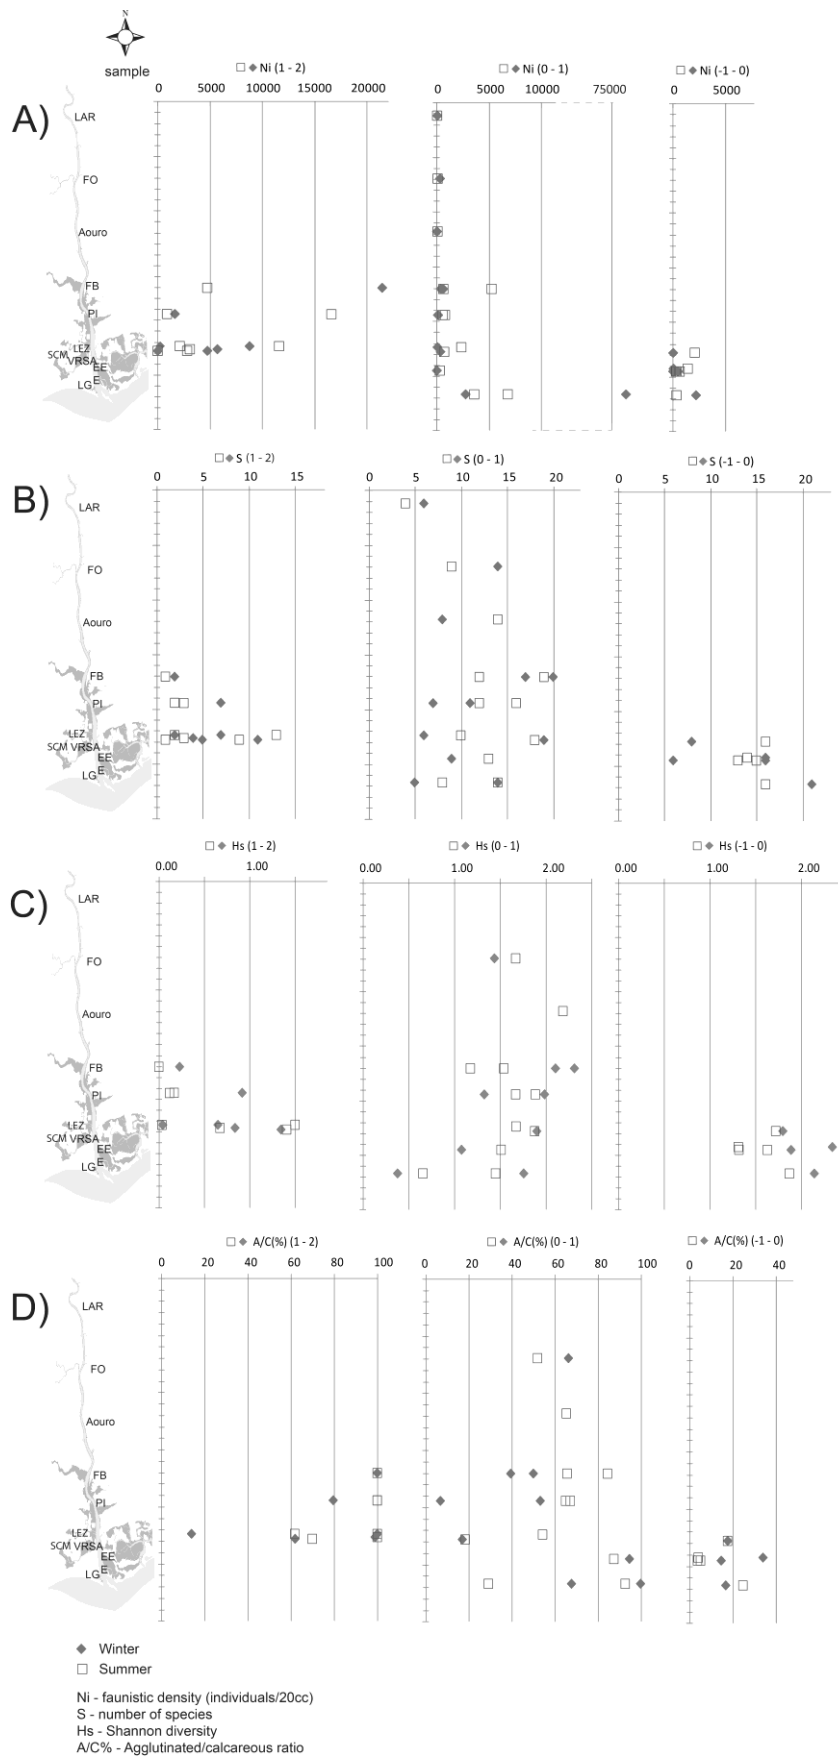 N
sample
Ni (1 - 2)
0 5000 10000 15000 20000
Ni (0 - 1)
0 5000 10000 75000
Ni (-1 - 0)
0 5000
A)
LAR
FO
Aouro
FB
PI
LEZ
SCM
VRSA
EE
E
LG
S (1 - 2)
0 5 10 15
S (0 - 1)
0 5 10 15 20
S (-1 - 0)
0 5 10 15 20
B)
LAR
FO
Aouro
FB
PI
LEZ
SCM VRSA
EE
E
LG
Hs (1 - 2)
0.00 1.00
Hs (0 - 1)
0.00 1.00 2.00
Hs (-1 - 0)
0.00 1.00 2.00
C)
LAR
FO
Aouro
FB
PI
LEZ
SCM VRSA
EE
E
LG
A/C(%) (1 - 2)
0 20 40 60 80 100
A/C(%) (0 - 1)
0 20 40 60 80 100
A/C(%) (-1 - 0)
0 20 40
D)
LAR
FO
Aouro
FB
PI
LEZ
SCM VRSA
EE
E
LG
Winter
Summer
Ni - faunistic density (individuals/20cc)
S - number of species
Hs - Shannon diversity
A/C% - Agglutinated/calcareous ratio